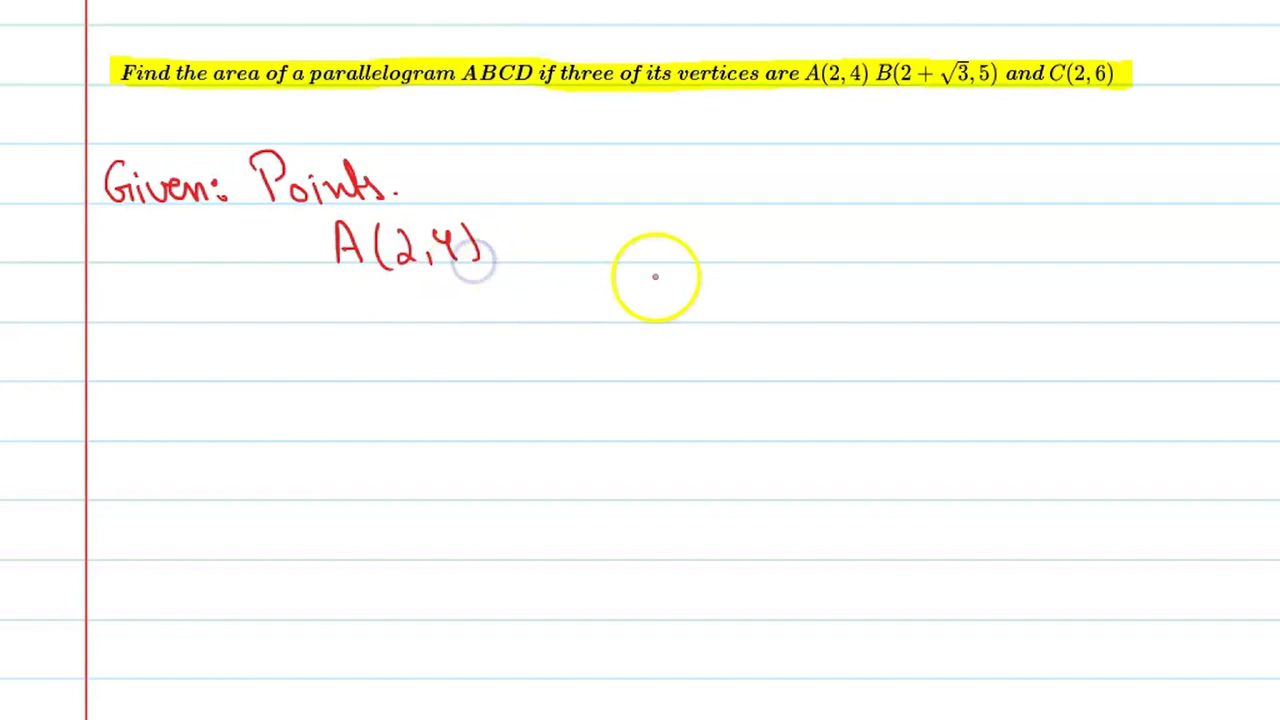 Find the area of a parallelogram ABCD if three of its vertices are A(2, 4) B(2 + √3, 5) and C(2, 6)
Given: Points.
A(2,4)